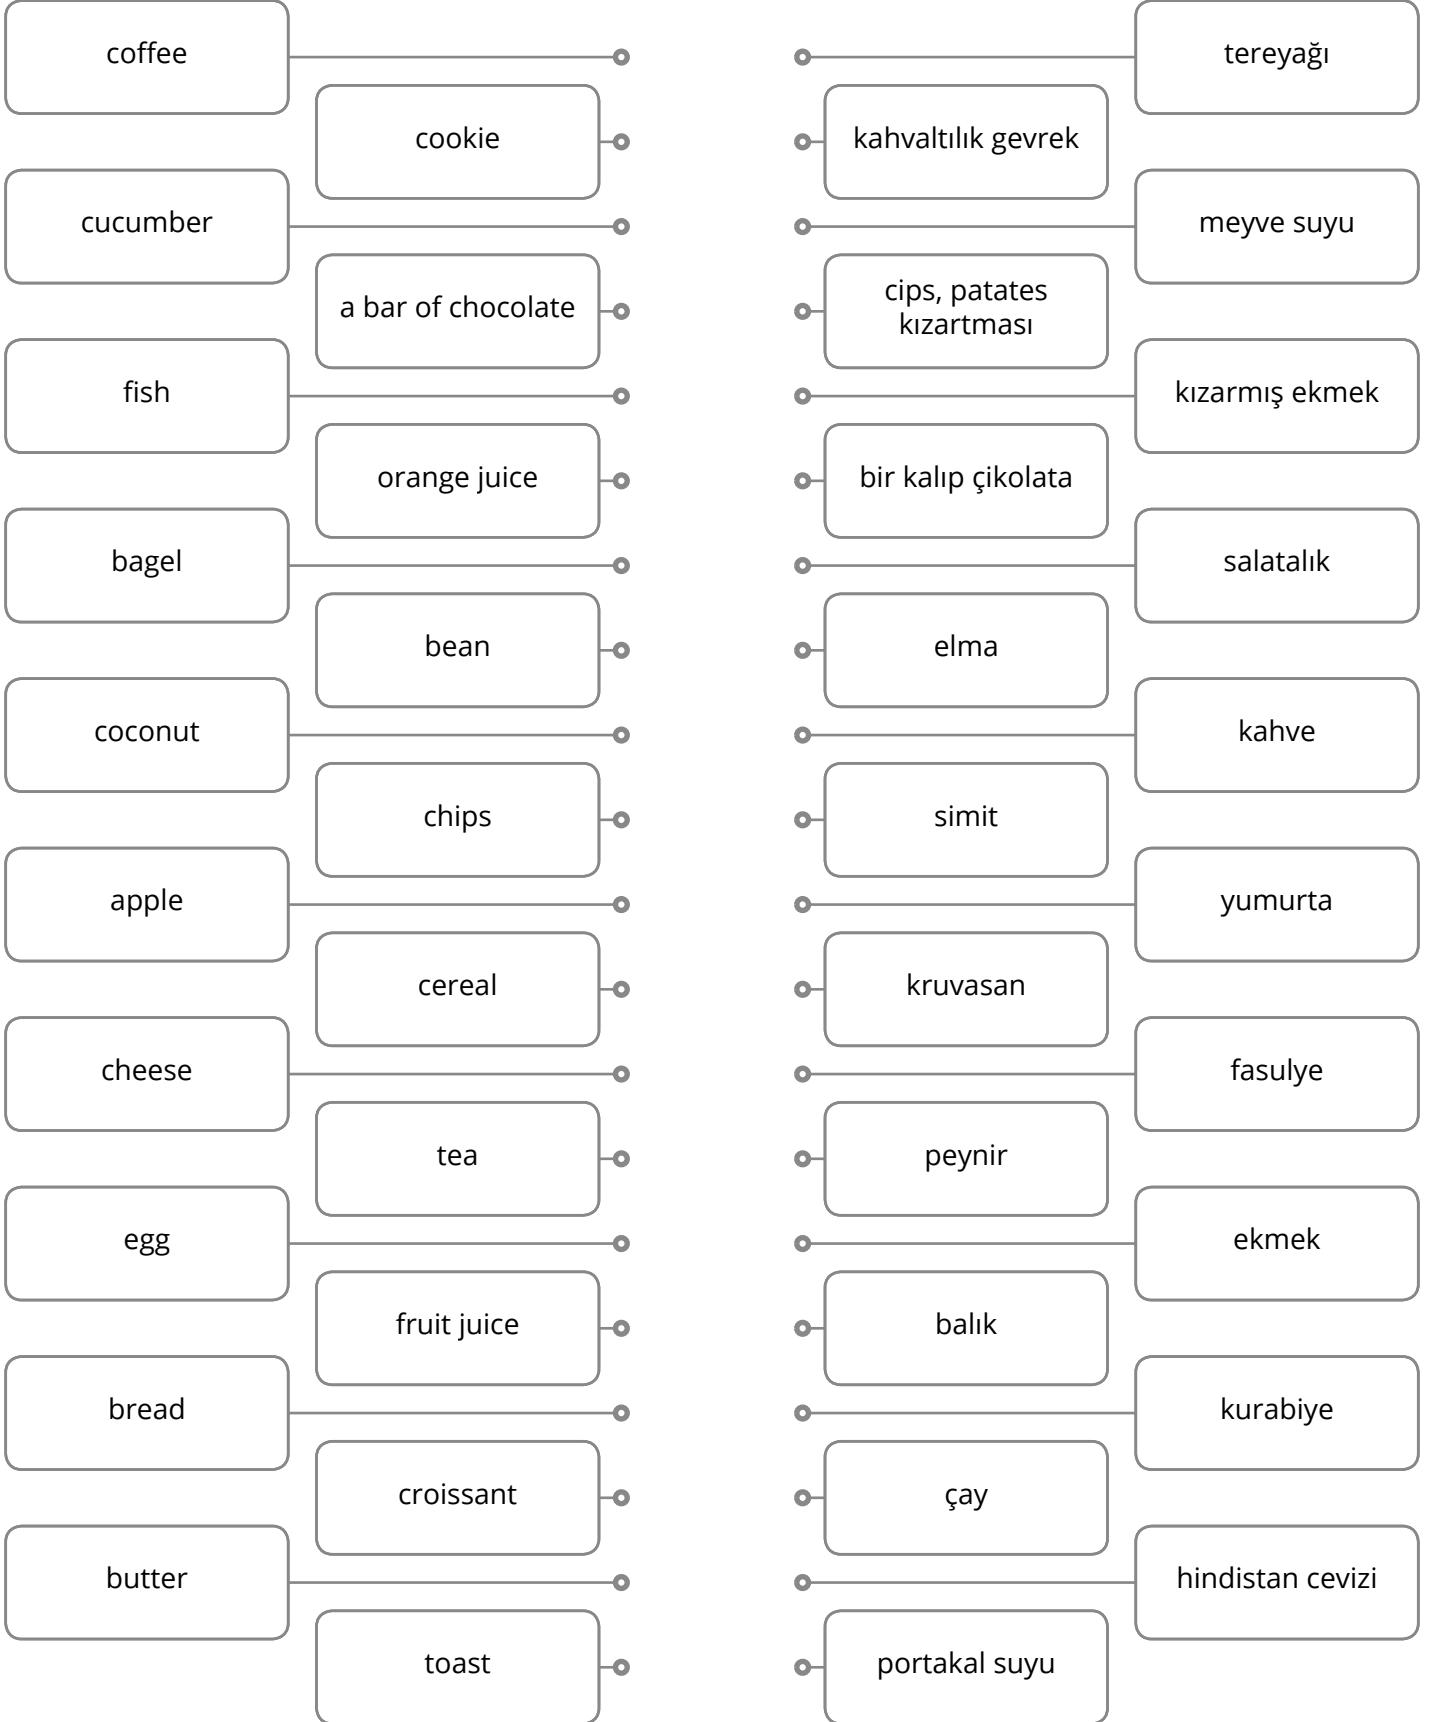 coffee
tereyağı
cookie
kahvaltılık gevrek
cucumber
meyve suyu
a bar of chocolate
cips, patates
kızartması
fish
kızarmış ekmek
orange juice
bir kalıp çikolata
bagel
salatalık
bean
elma
coconut
kahve
chips
simit
apple
yumurta
cereal
kruvasan
cheese
fasulye
tea
peynir
egg
ekmek
fruit juice
balık
bread
kurabiye
croissant
çay
butter
hindistan cevizi
toast
portakal suyu